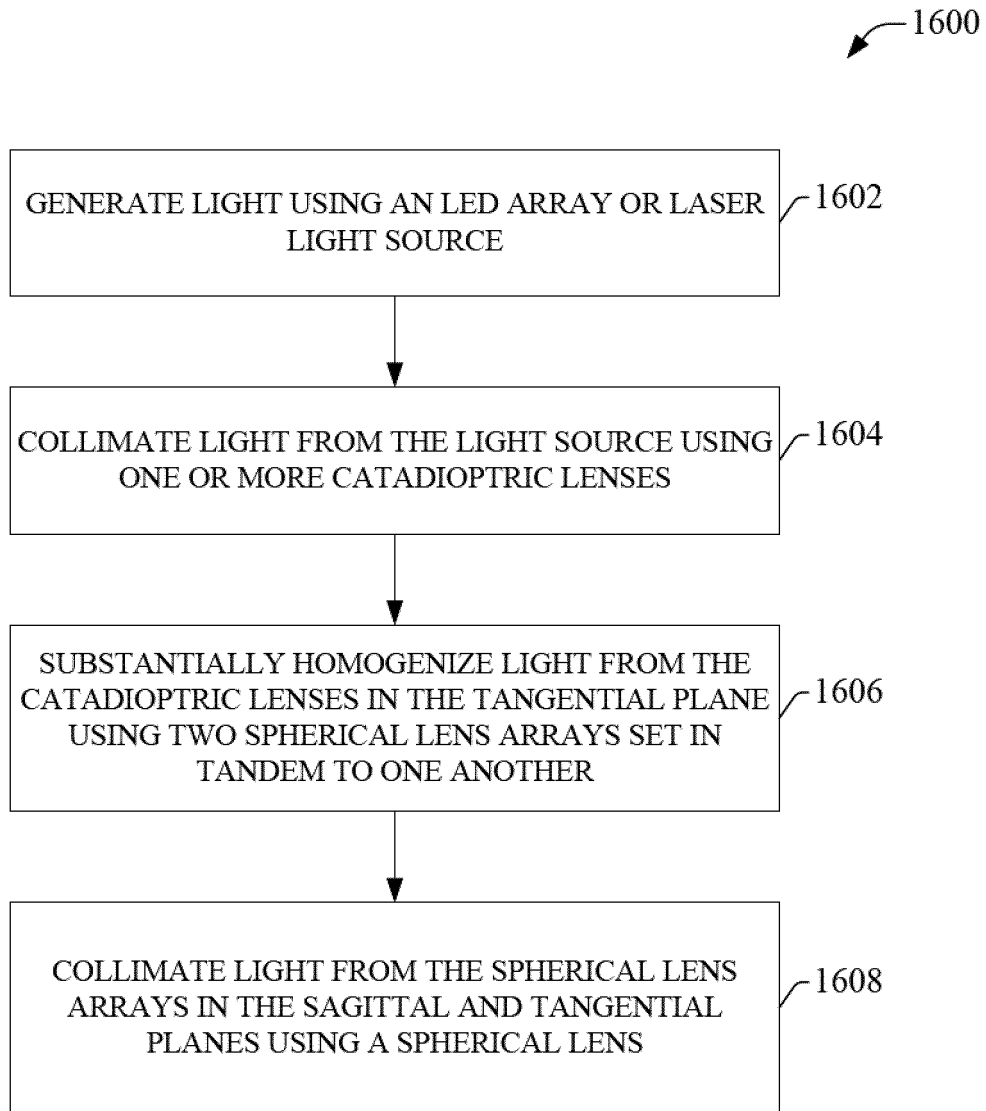 1600
GENERATE LIGHT USING AN LED ARRAY OR LASER
LIGHT SOURCE
1602
COLLIMATE LIGHT FROM THE LIGHT SOURCE USING
ONE OR MORE CATADIOPTRIC LENSES
1604
SUBSTANTIALLY HOMOGENIZE LIGHT FROM THE
CATADIOPTRIC LENSES IN THE TANGENTIAL PLANE
USING TWO SPHERICAL LENS ARRAYS SET IN
TANDEM TO ONE ANOTHER
1606
COLLIMATE LIGHT FROM THE SPHERICAL LENS
ARRAYS IN THE SAGITTAL AND TANGENTIAL
PLANES USING A SPHERICAL LENS
1608